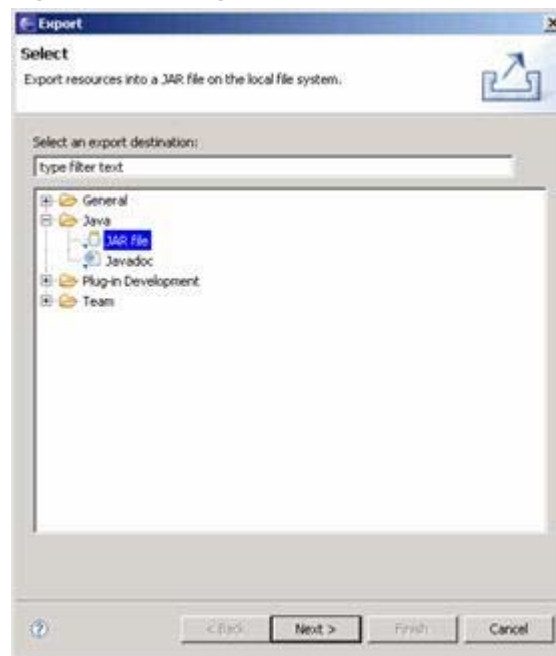 Export
Select
Export resources into a JAR file on the local file system.
Select an export destination:
type filter text
General
Java
JAR file
Javadoc
Plug-in Development
Team
< Back
Next >
Finish
Cancel